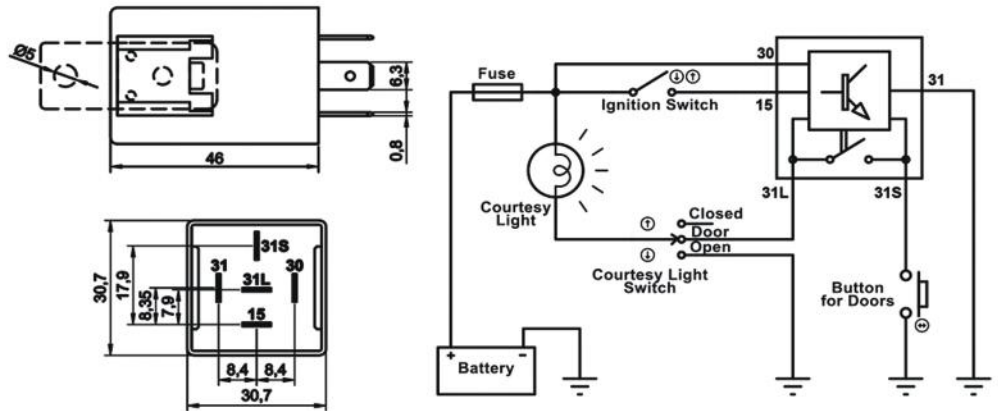 Ø5
6,3
0,8
46
31S
31
31L
30
15
30,7
17,9
8,35
7,9
8,4
8,4
30,7
Fuse
Ignition Switch
30
15
31
31L
31S
Courtesy
Light
Closed
Door
Open
Courtesy Light
Switch
Button
for Doors
+
-
Battery